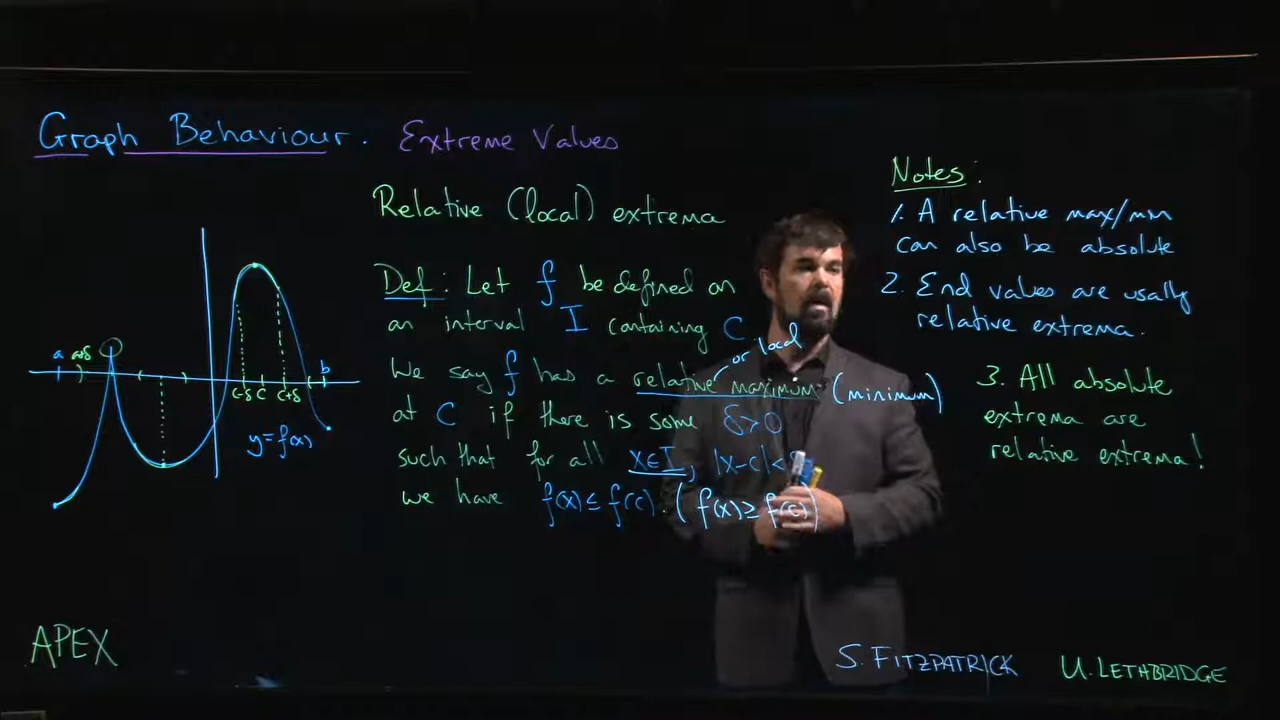 Graph Behaviour. Extreme Values
Relative (local) extrema
Def: Let f be defined on
an interval I containing C
or local
We say f has a relative maximum (minimum)
at C if there is some δ>0
such that for all x∈I, |x-c|<δ
we have f(x)≤f(c). (f(x)≥f(c))
a a+δ
c-δ c c+δ
b
y=f(x)
Notes:
1. A relative max/min
can also be absolute
2. End values are usally
relative extrema.
3. All absolute
extrema are
relative extrema!
APEX
S. FITZPATRICK U. LETHBRIDGE